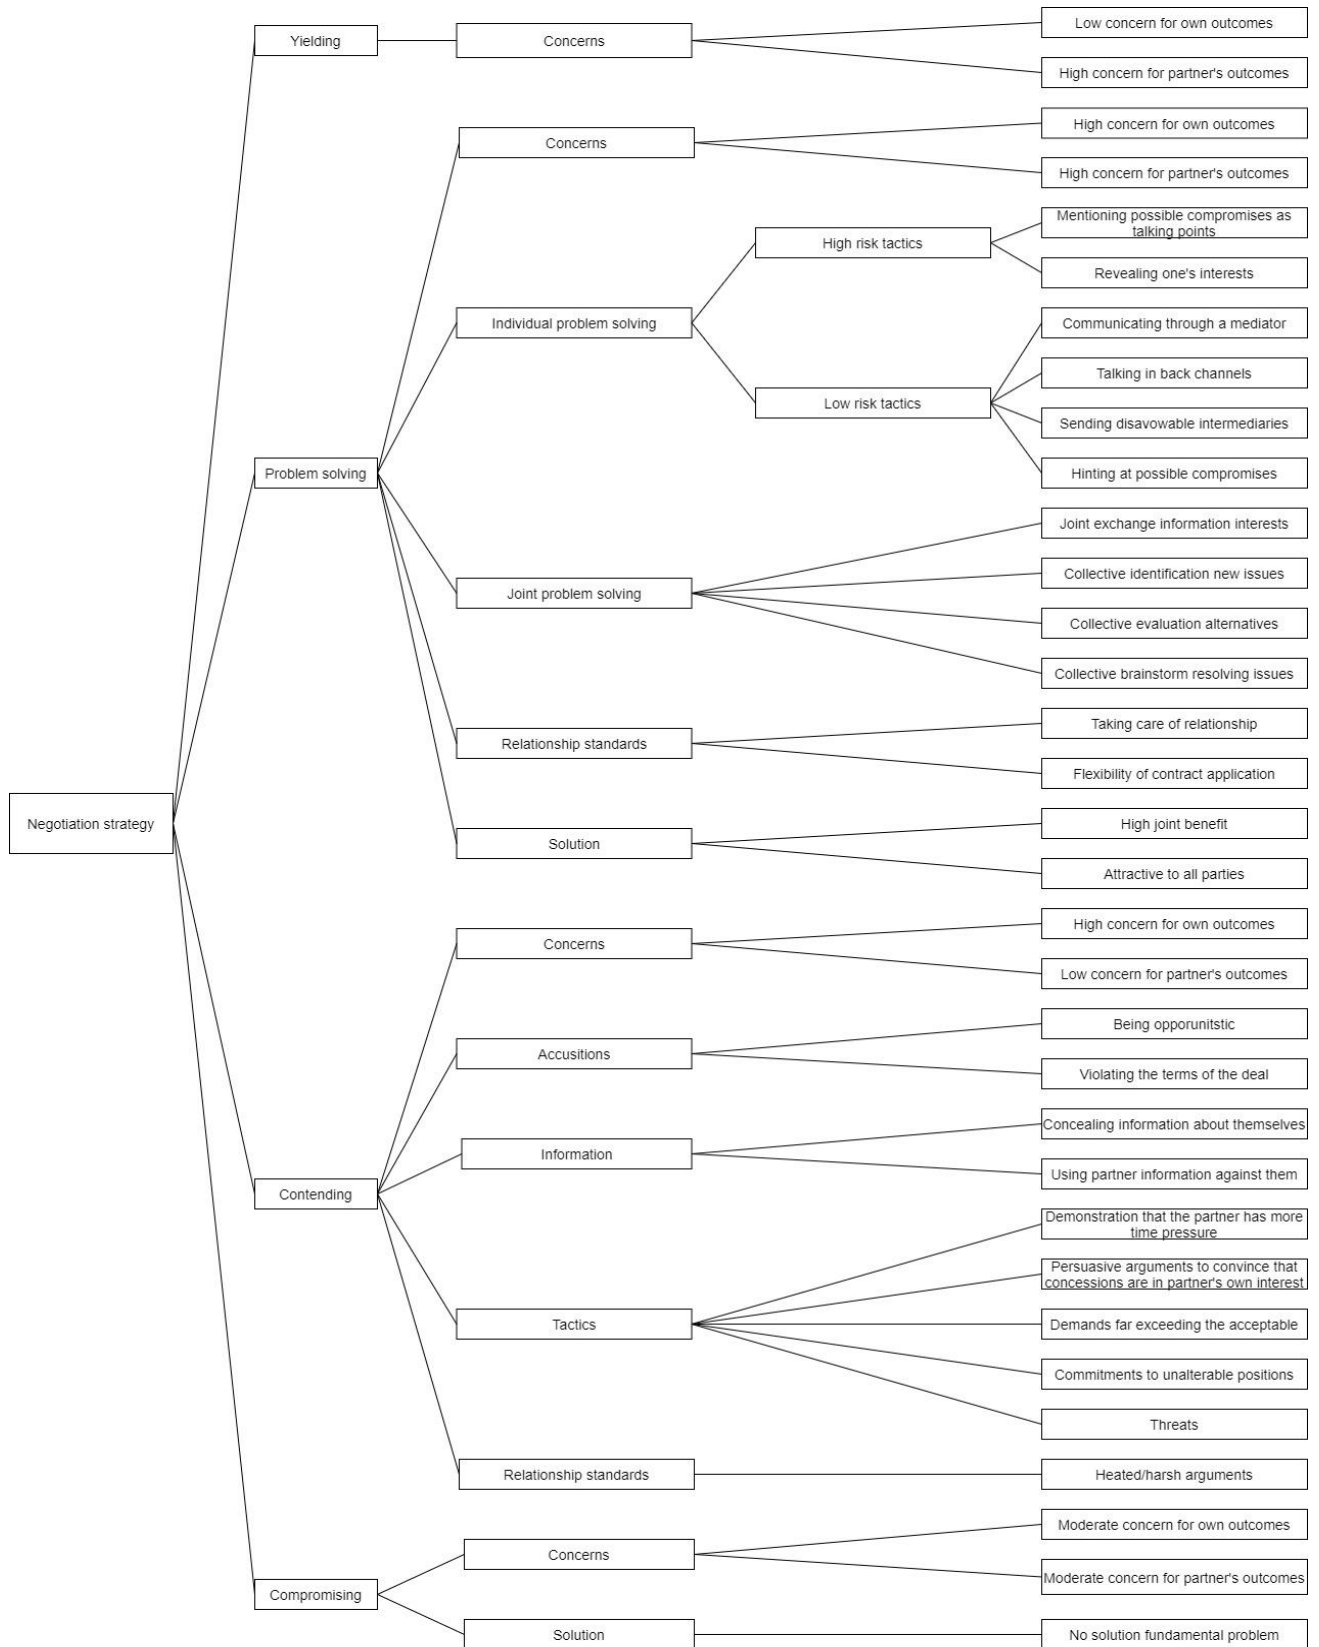 Yielding
Concerns
Low concern for own outcomes
High concern for partner's outcomes
Concerns
High concern for own outcomes
High concern for partner's outcomes
Individual problem solving
High risk tactics
Mentioning possible compromises as
talking points
Revealing one's interests
Low risk tactics
Communicating through a mediator
Talking in back channels
Sending disavowable intermediaries
Hinting at possible compromises
Problem solving
Joint problem solving
Joint exchange information interests
Collective identification new issues
Collective evaluation alternatives
Collective brainstorm resolving issues
Relationship standards
Taking care of relationship
Flexibility of contract application
Negotiation strategy
Solution
High joint benefit
Attractive to all parties
Concerns
High concern for own outcomes
Low concern for partner's outcomes
Accusitions
Being opporunitstic
Violating the terms of the deal
Information
Concealing information about themselves
Using partner information against them
Contending
Tactics
Demonstration that the partner has more
time pressure
Persuasive arguments to convince that
concessions are in partner's own interest
Demands far exceeding the acceptable
Commitments to unalterable positions
Threats
Relationship standards
Heated/harsh arguments
Compromising
Concerns
Moderate concern for own outcomes
Moderate concern for partner's outcomes
Solution
No solution fundamental problem